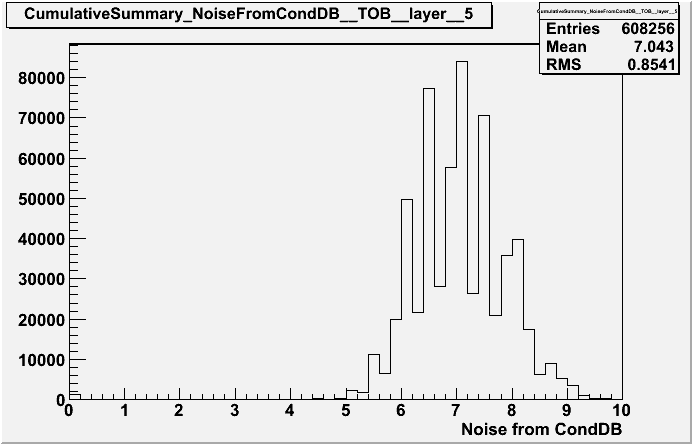 CumulativeSummary_NoiseFromCondDB__TOB__layer__5
CumulativeSummary_NoiseFromCondDB__TOB__layer__5
Entries 608256
Mean 7.043
RMS 0.8541
80000
70000
60000
50000
40000
30000
20000
10000
0
0 1 2 3 4 5 6 7 8 9 10
Noise from CondDB